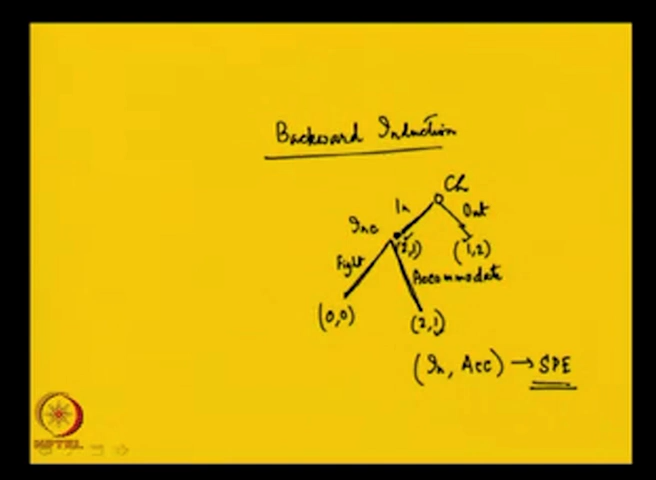 Backward Induction
Ch
In
Out
Inc
(2,1)
(1,2)
Fight
Accommodate
(0,0)
(2,1)
(In, Acc) → SPE
NPTEL